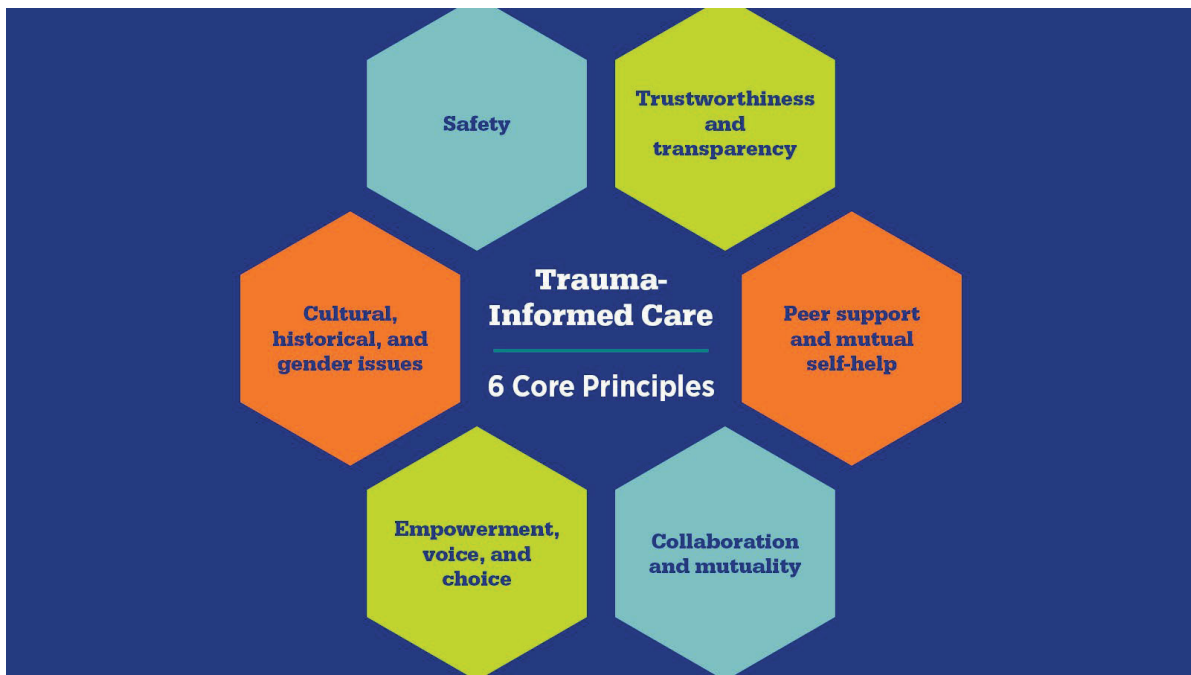 Safety
Trustworthiness
and
transparency
Cultural,
historical, and
gender issues
Trauma-
Informed Care
6 Core Principles
Peer support
and mutual
self-help
Empowerment,
voice, and
choice
Collaboration
and mutuality